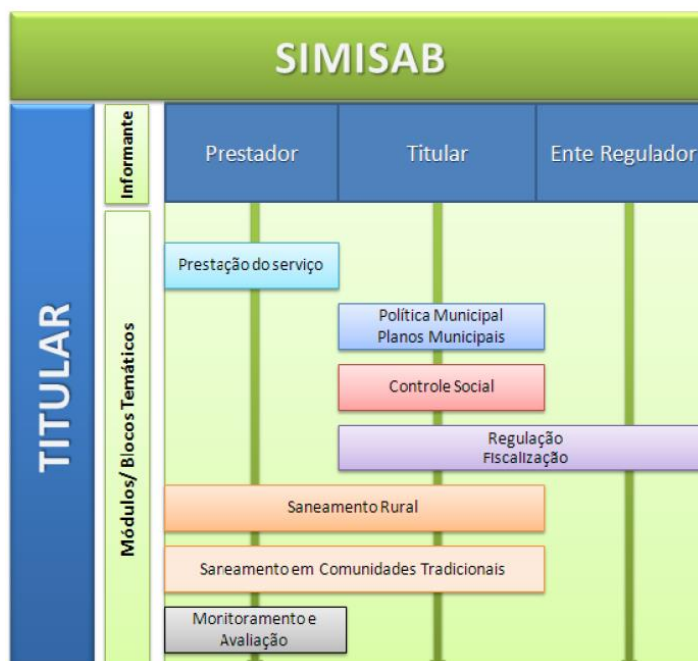 SIMISAB
TITULAR
Informante
Prestador
Titular
Ente Regulador
Módulos/ Blocos Temáticos
Prestação do serviço
Política Municipal
Planos Municipais
Controle Social
Regulação
Fiscalização
Saneamento Rural
Sareamento em Comunidades Tradicionais
Moritoramento e
Avaliação